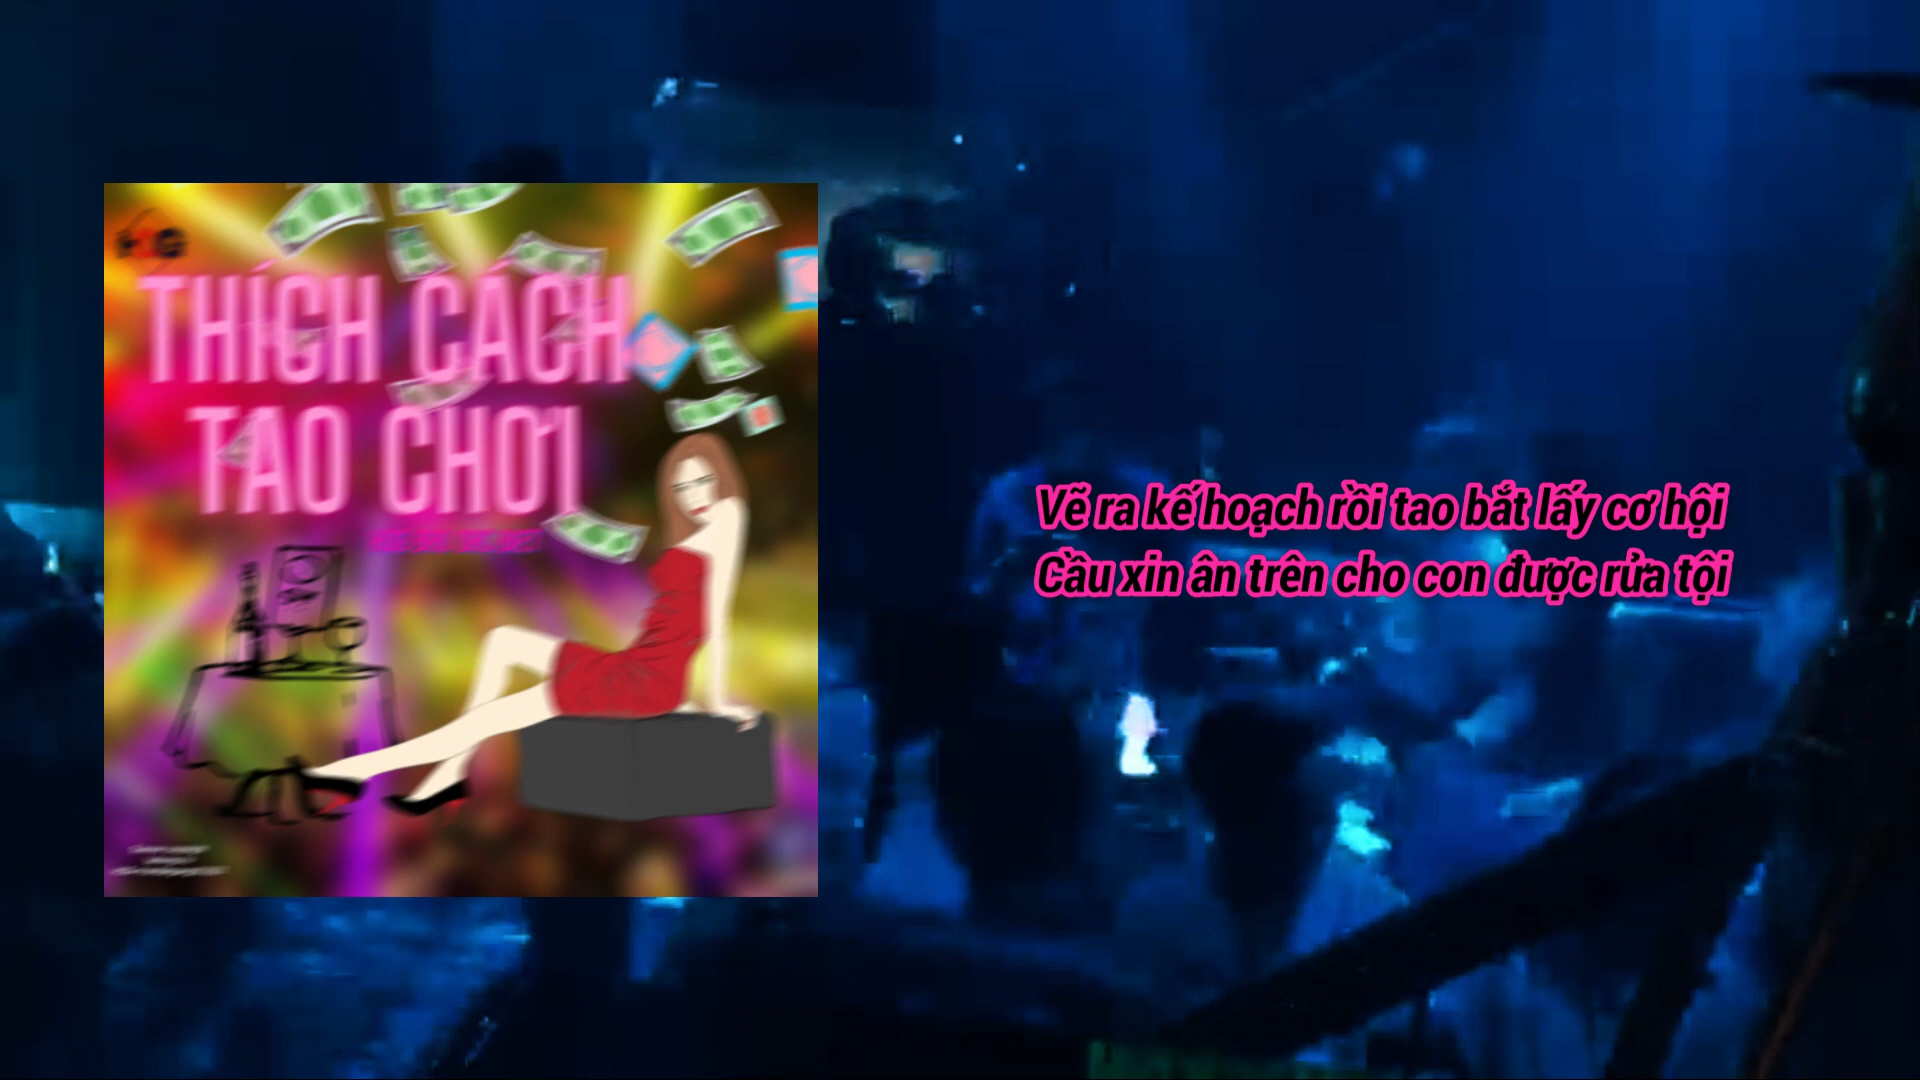 THÍCH CÁCH
TAO CHƠI
Vẽ ra kế hoạch rồi tao bắt lấy cơ hội
Cầu xin ân trên cho con được rửa tội